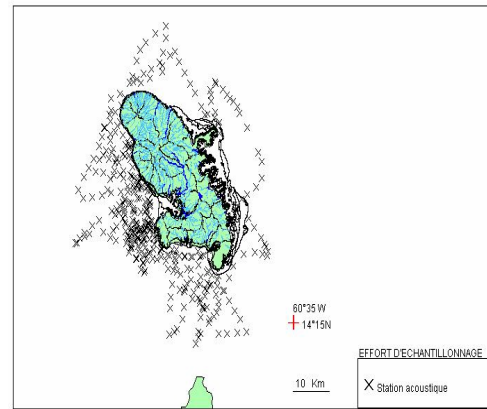 60°35 W
14°15N
EFFORT D'ECHANTILLONNAGE
10 Km
X Station acoustique